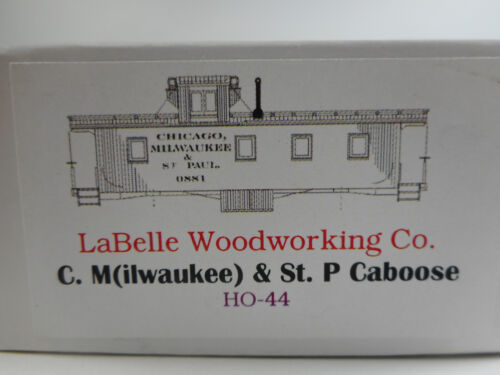 CHICAGO,
MILWAUKEE
&
ST PAUL.
0881
LaBelle Woodworking Co.
C. M(ilwaukee) & St. P Caboose
HO-44